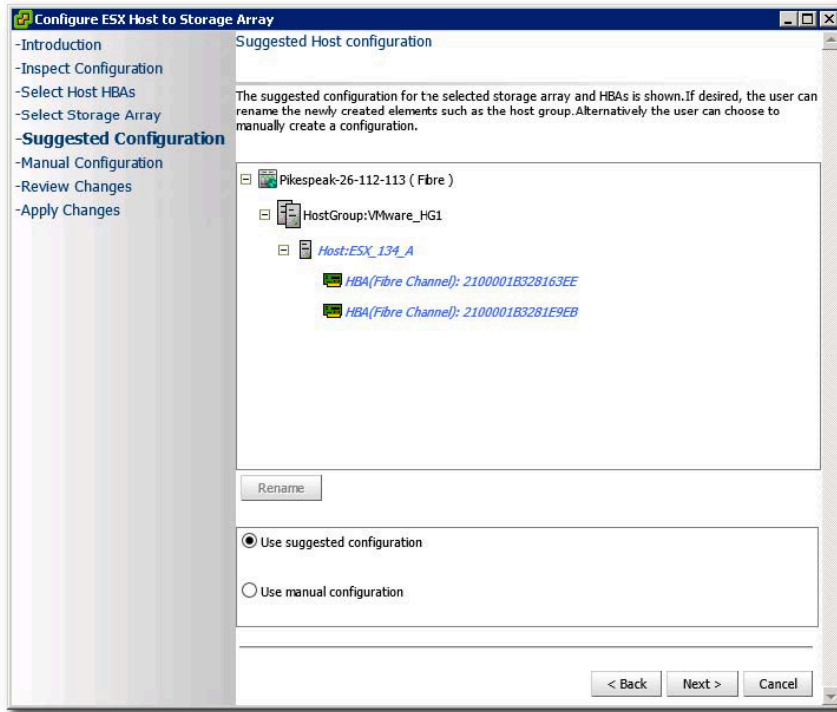 Configure ESX Host to Storage Array
-Introduction
-Inspect Configuration
-Select Host HBAs
-Select Storage Array
-Suggested Configuration
-Manual Configuration
-Review Changes
-Apply Changes
Suggested Host configuration
The suggested configuration for the selected storage array and HBAs is shown.If desired, the user can
rename the newly created elements such as the host group.Alternatively the user can choose to
manually create a configuration.
Pikespeak-26-112-113 ( Fibre )
HostGroup:VMware_HG1
Host:ESX_134_A
HBA(Fibre Channel): 2100001B328163EE
HBA(Fibre Channel): 2100001B3281E9EB
Rename
Use suggested configuration
Use manual configuration
< Back
Next >
Cancel